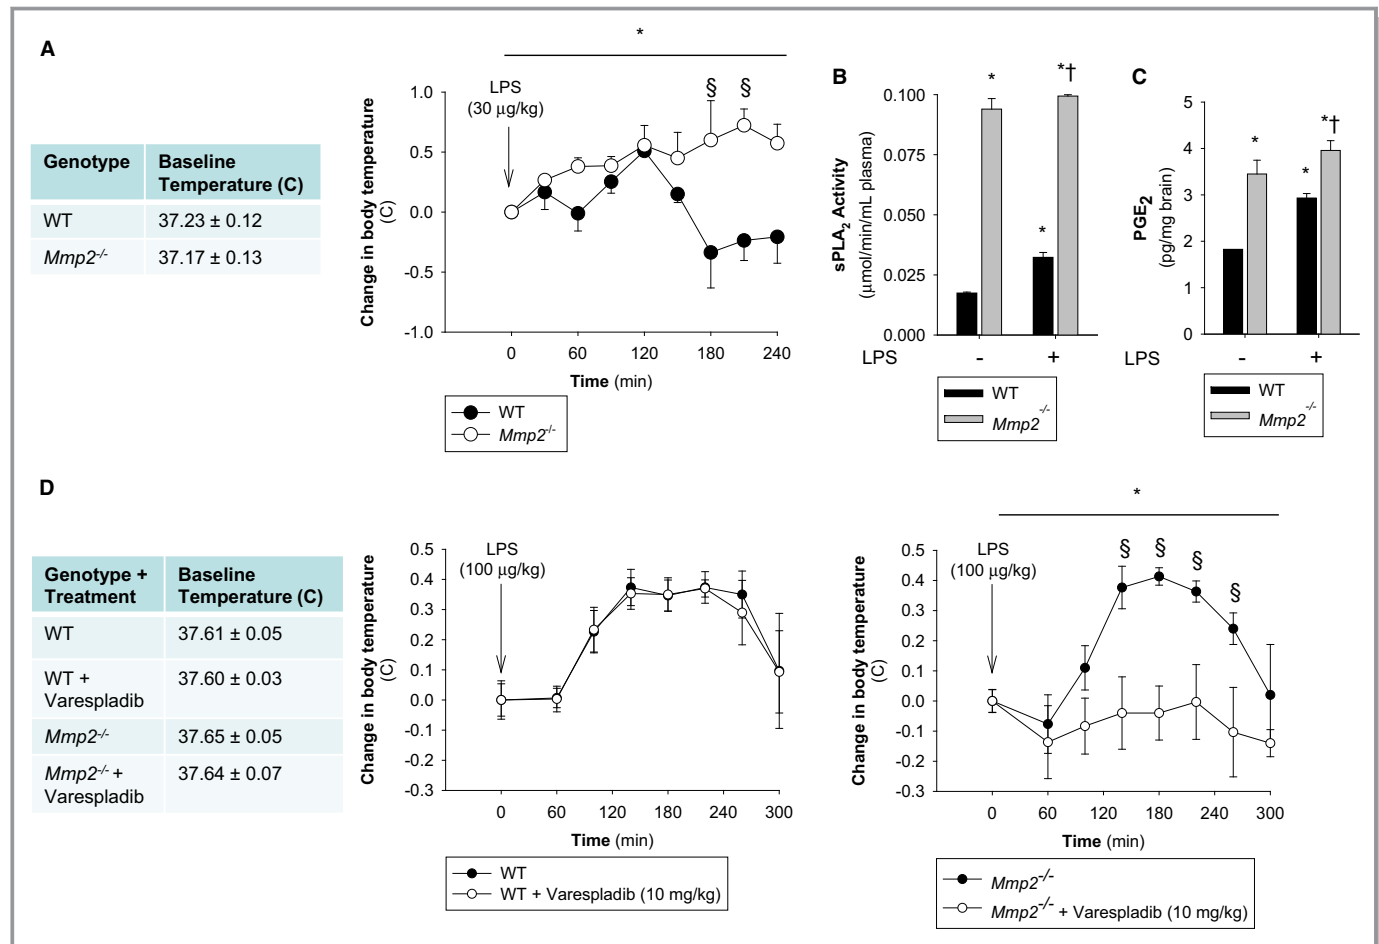 A
Genotype
Baseline
Temperature (C)
WT
37.23 ± 0.12
Mmp2-/-
37.17 ± 0.13
*
LPS
(30 µg/kg)
§ §
Change in body temperature
(C)
1.0
0.5
0.0
-0.5
-1.0
0 60 120 180 240
Time (min)
WT
Mmp2-/-
B
* *†
*
sPLA2 Activity
(µmol/min/mL plasma)
0.100
0.075
0.050
0.025
0.000
LPS - +
WT
Mmp2-/-
C
*†
* *
PGE2
(pg/mg brain)
5
4
3
2
1
0
LPS - +
WT
Mmp2-/-
D
Genotype +
Treatment
Baseline
Temperature (C)
WT
37.61 ± 0.05
WT +
Varespladib
37.60 ± 0.03
Mmp2-/-
37.65 ± 0.05
Mmp2-/- +
Varespladib
37.64 ± 0.07
LPS
(100 µg/kg)
Change in body temperature
(C)
0.5
0.4
0.3
0.2
0.1
0.0
-0.1
-0.2
-0.3
0 60 120 180 240 300
Time (min)
WT
WT + Varespladib (10 mg/kg)
*
LPS
(100 µg/kg)
§ § § §
Change in body temperature
(C)
0.5
0.4
0.3
0.2
0.1
0.0
-0.1
-0.2
-0.3
0 60 120 180 240 300
Time (min)
Mmp2-/-
Mmp2-/- + Varespladib (10 mg/kg)